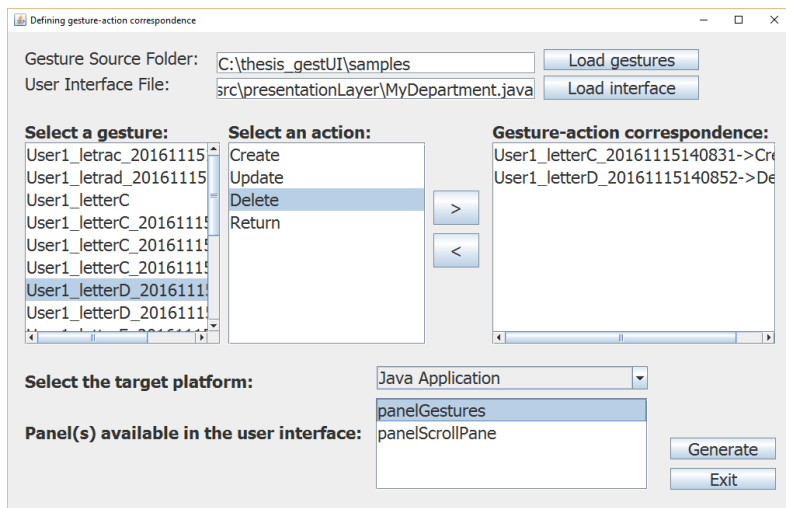 Defining gesture-action correspondence
Gesture Source Folder:
C:\thesis_gestUI\samples
Load gestures
User Interface File:
src\presentationLayer\MyDepartment.java
Load interface
Select a gesture:
Select an action:
Gesture-action correspondence:
User1_letrac_20161115
User1_letrad_20161115
User1_letterC
User1_letterC_2016111
User1_letterC_2016111
User1_letterC_2016111
User1_letterD_2016111
User1_letterD_2016111
Create
Update
Delete
Return
>
<
User1_letterC_20161115140831->Cre
User1_letterD_20161115140852->De
Select the target platform:
Java Application
Panel(s) available in the user interface:
panelGestures
panelScrollPane
Generate
Exit